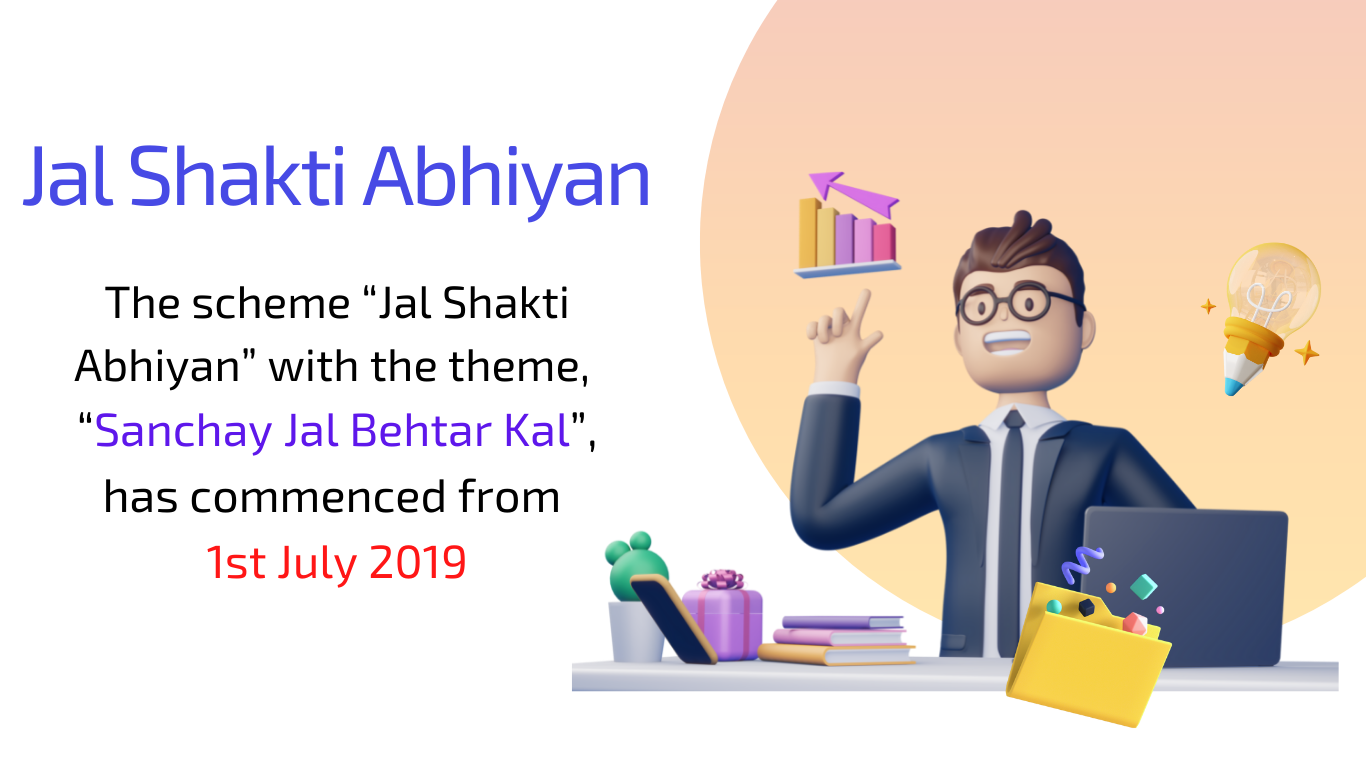 Jal Shakti Abhiyan
The scheme “Jal Shakti
Abhiyan” with the theme,
“Sanchay Jal Behtar Kal”,
has commenced from
1st July 2019